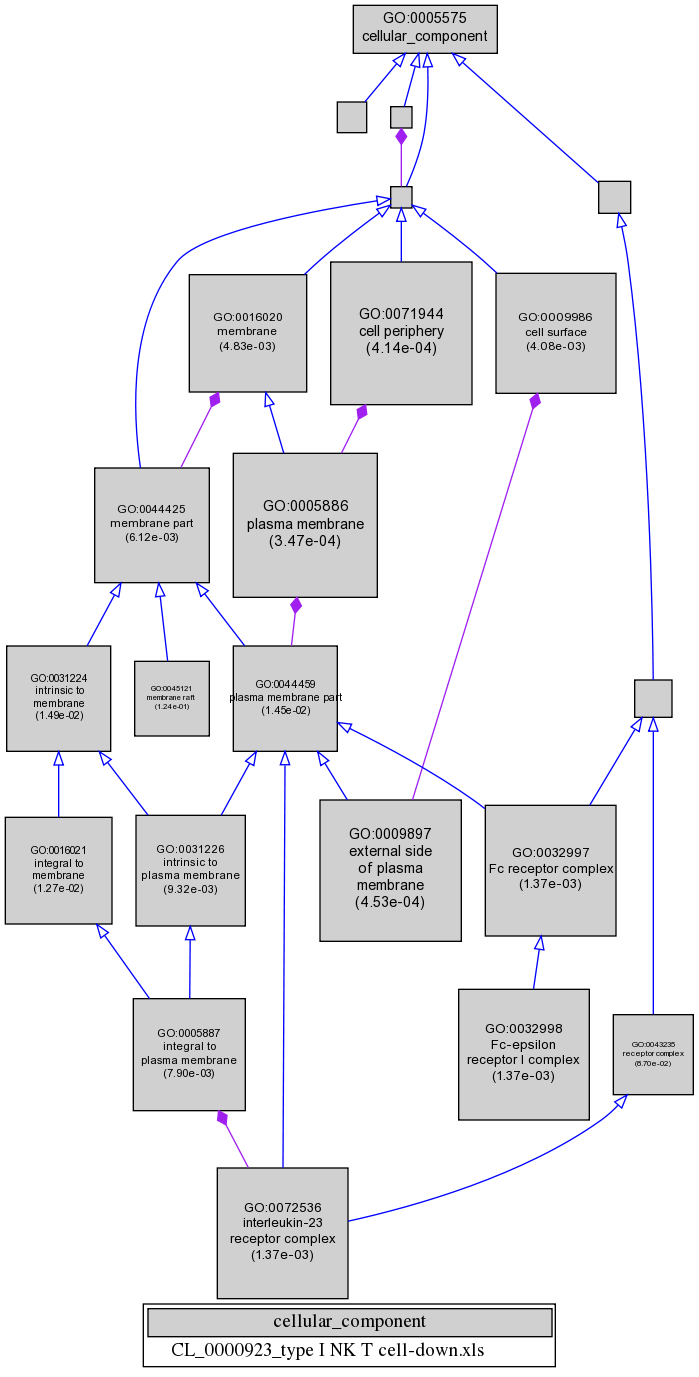 GO:0005575
cellular_component
GO:0016020
membrane
(4.83e-03)
GO:0071944
cell periphery
(4.14e-04)
GO:0009986
cell surface
(4.08e-03)
GO:0044425
membrane part
(6.12e-03)
GO:0005886
plasma membrane
(3.47e-04)
GO:0031224
intrinsic to
membrane
(1.49e-02)
GO:0045121
membrane raft
(1.24e-01)
GO:0044459
plasma membrane part
(1.45e-02)
GO:0016021
integral to
membrane
(1.27e-02)
GO:0031226
intrinsic to
plasma membrane
(9.32e-03)
GO:0009897
external side
of plasma
membrane
(4.53e-04)
GO:0032997
Fc receptor complex
(1.37e-03)
GO:0005887
integral to
plasma membrane
(7.90e-03)
GO:0032998
Fc-epsilon
receptor I complex
(1.37e-03)
GO:0043235
receptor complex
GO:0072536
interleukin-23
receptor complex
(1.37e-03)
cellular_component
CL_0000923_type I NK T cell-down.xls